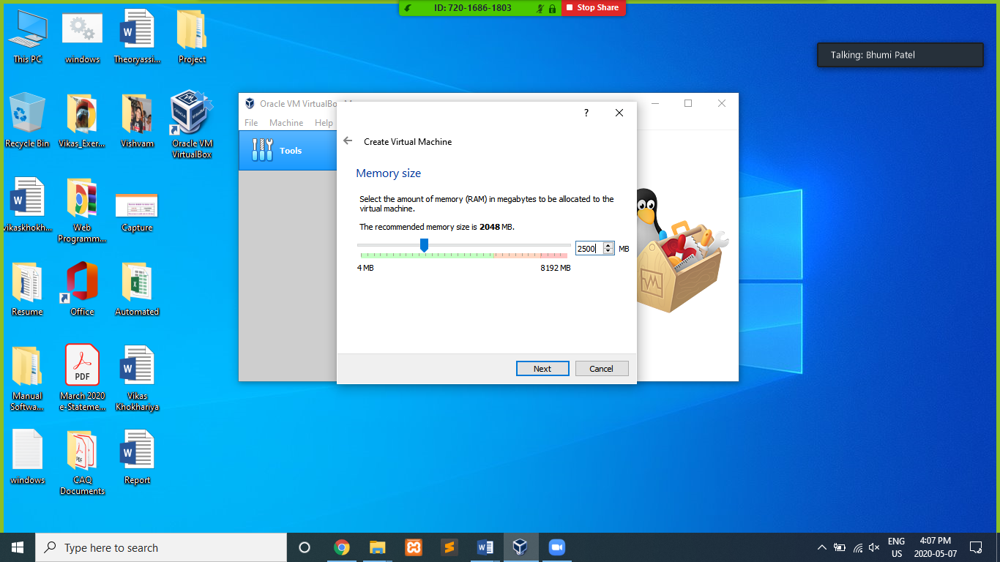 ID: 720-1686-1803
Stop Share
Talking: Bhumi Patel
This PC
windows
Theoryassi...
Project
Recycle Bin
Vikas_Exer...
Vishvam
Oracle VM
VirtualBox
vikaskhokh...
Web
Programm...
Capture
Resume
Office
Automated
PDF
Manual
Softwa...
March 2020
e-Stateme...
Vikas
Khokhariya
windows
CAQ
Documents
Report
Oracle VM VirtualBo
File Machine Help
Tools
Create Virtual Machine
Memory size
Select the amount of memory (RAM) in megabytes to be allocated to the
virtual machine.
The recommended memory size is 2048 MB.
2500 MB
4 MB 8192 MB
Next Cancel
Type here to search
ENG
US
4:07 PM
2020-05-07